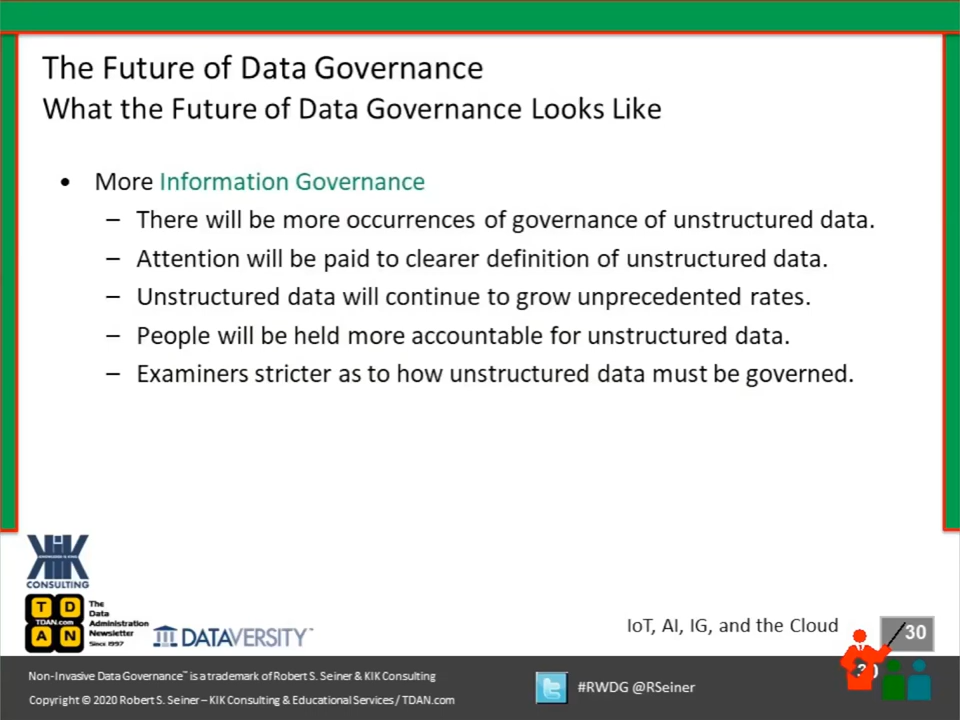 The Future of Data Governance
What the Future of Data Governance Looks Like
• More Information Governance
– There will be more occurrences of governance of unstructured data.
– Attention will be paid to clearer definition of unstructured data.
– Unstructured data will continue to grow unprecedented rates.
– People will be held more accountable for unstructured data.
– Examiners stricter as to how unstructured data must be governed.
KIK
CONSULTING
T D
TDAN.com
A N
The
Data
Administration
Newsletter
Since 1997
DATAVERSITY™
IoT, AI, IG, and the Cloud
30
30
Non-Invasive Data Governance™ is a trademark of Robert S. Seiner & KIK Consulting
Copyright © 2020 Robert S. Seiner – KIK Consulting & Educational Services / TDAN.com
#RWDG @RSeiner